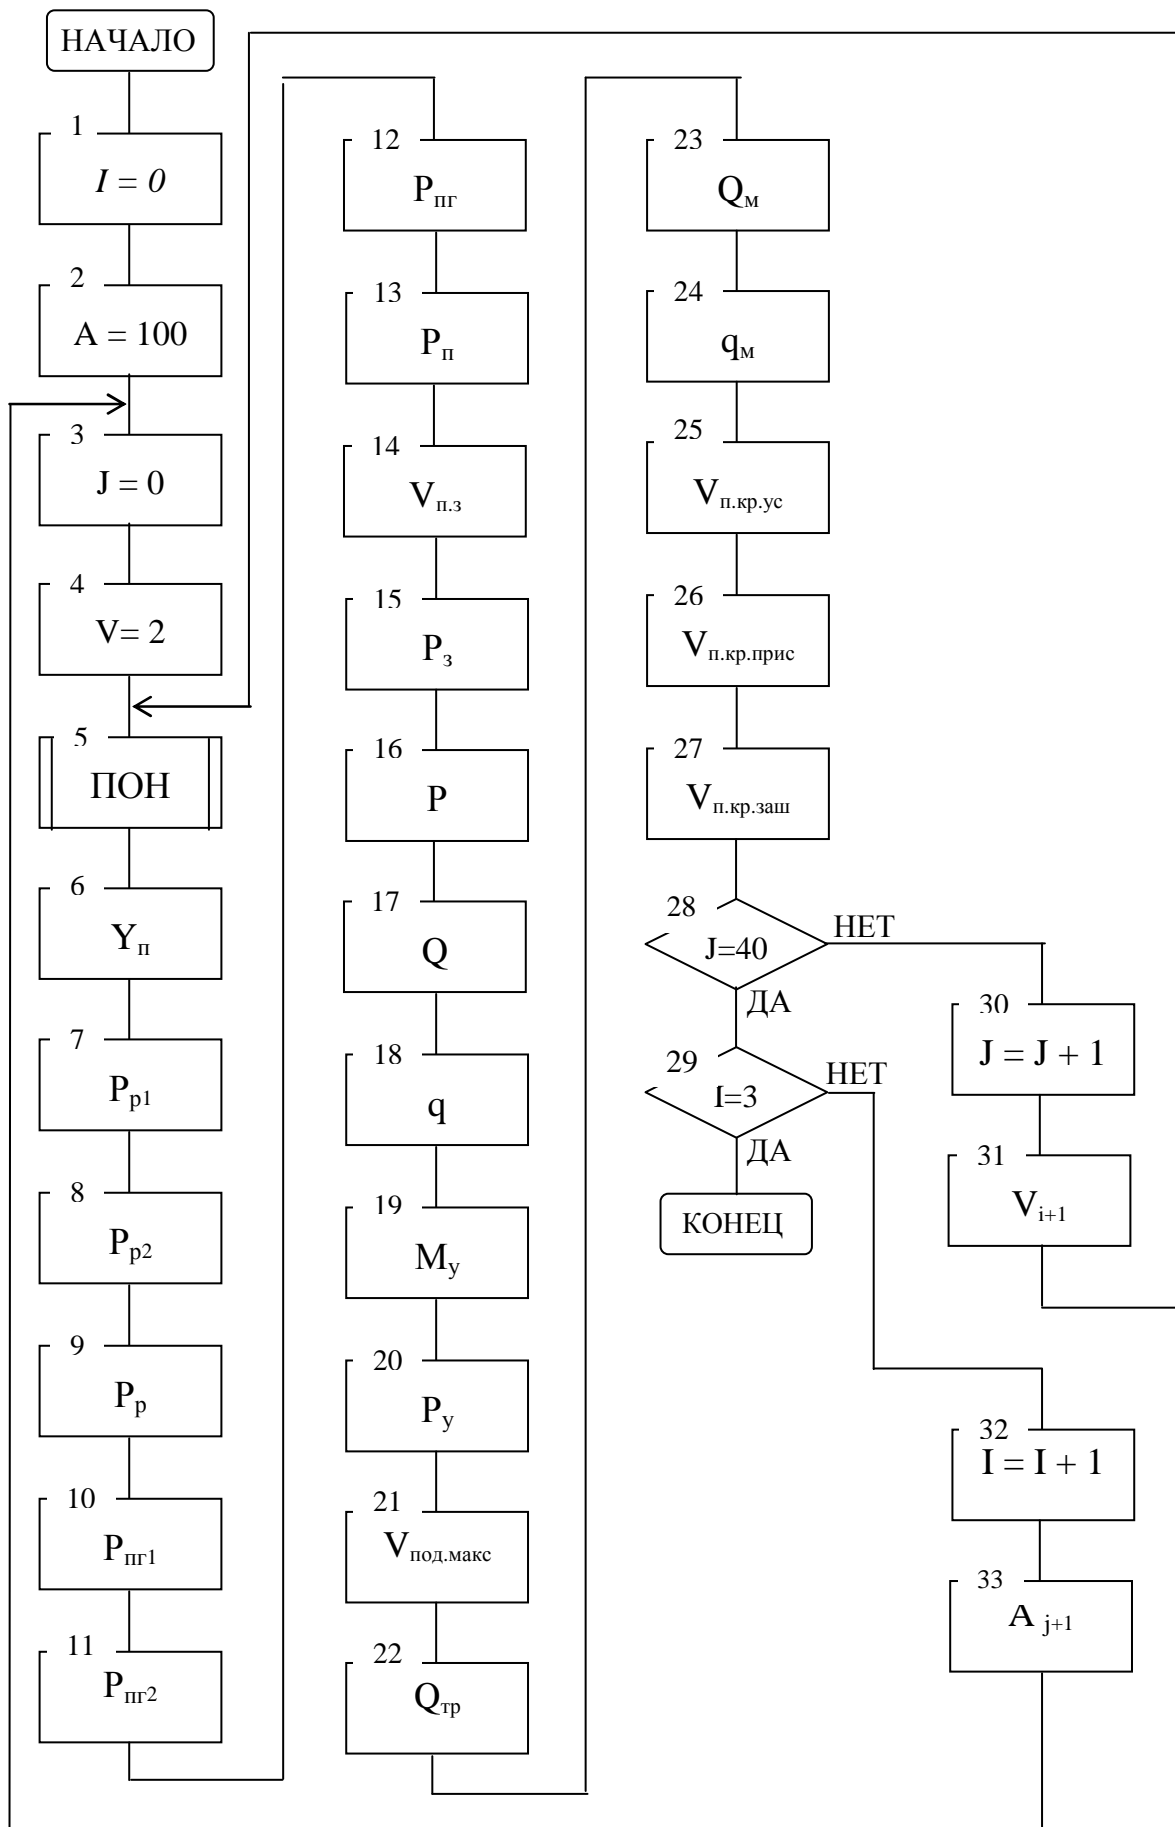 НАЧАЛО
1
I = 0
2
A = 100
3
J = 0
4
V= 2
5
ПОН
6
Yп
7
Pр1
8
Pр2
9
Pр
10
Pпг1
11
Pпг2
12
Pпг
13
Pп
14
Vп.з
15
Pз
16
P
17
Q
18
q
19
Mу
20
Pу
21
Vпод.макс
22
Qтр
23
Qм
24
qм
25
Vп.кр.ус
26
Vп.кр.прис
27
Vп.кр.заш
28
J=40
НЕТ
ДА
29
I=3
НЕТ
ДА
КОНЕЦ
30
J = J + 1
31
Vi+1
32
I = I + 1
33
A j+1